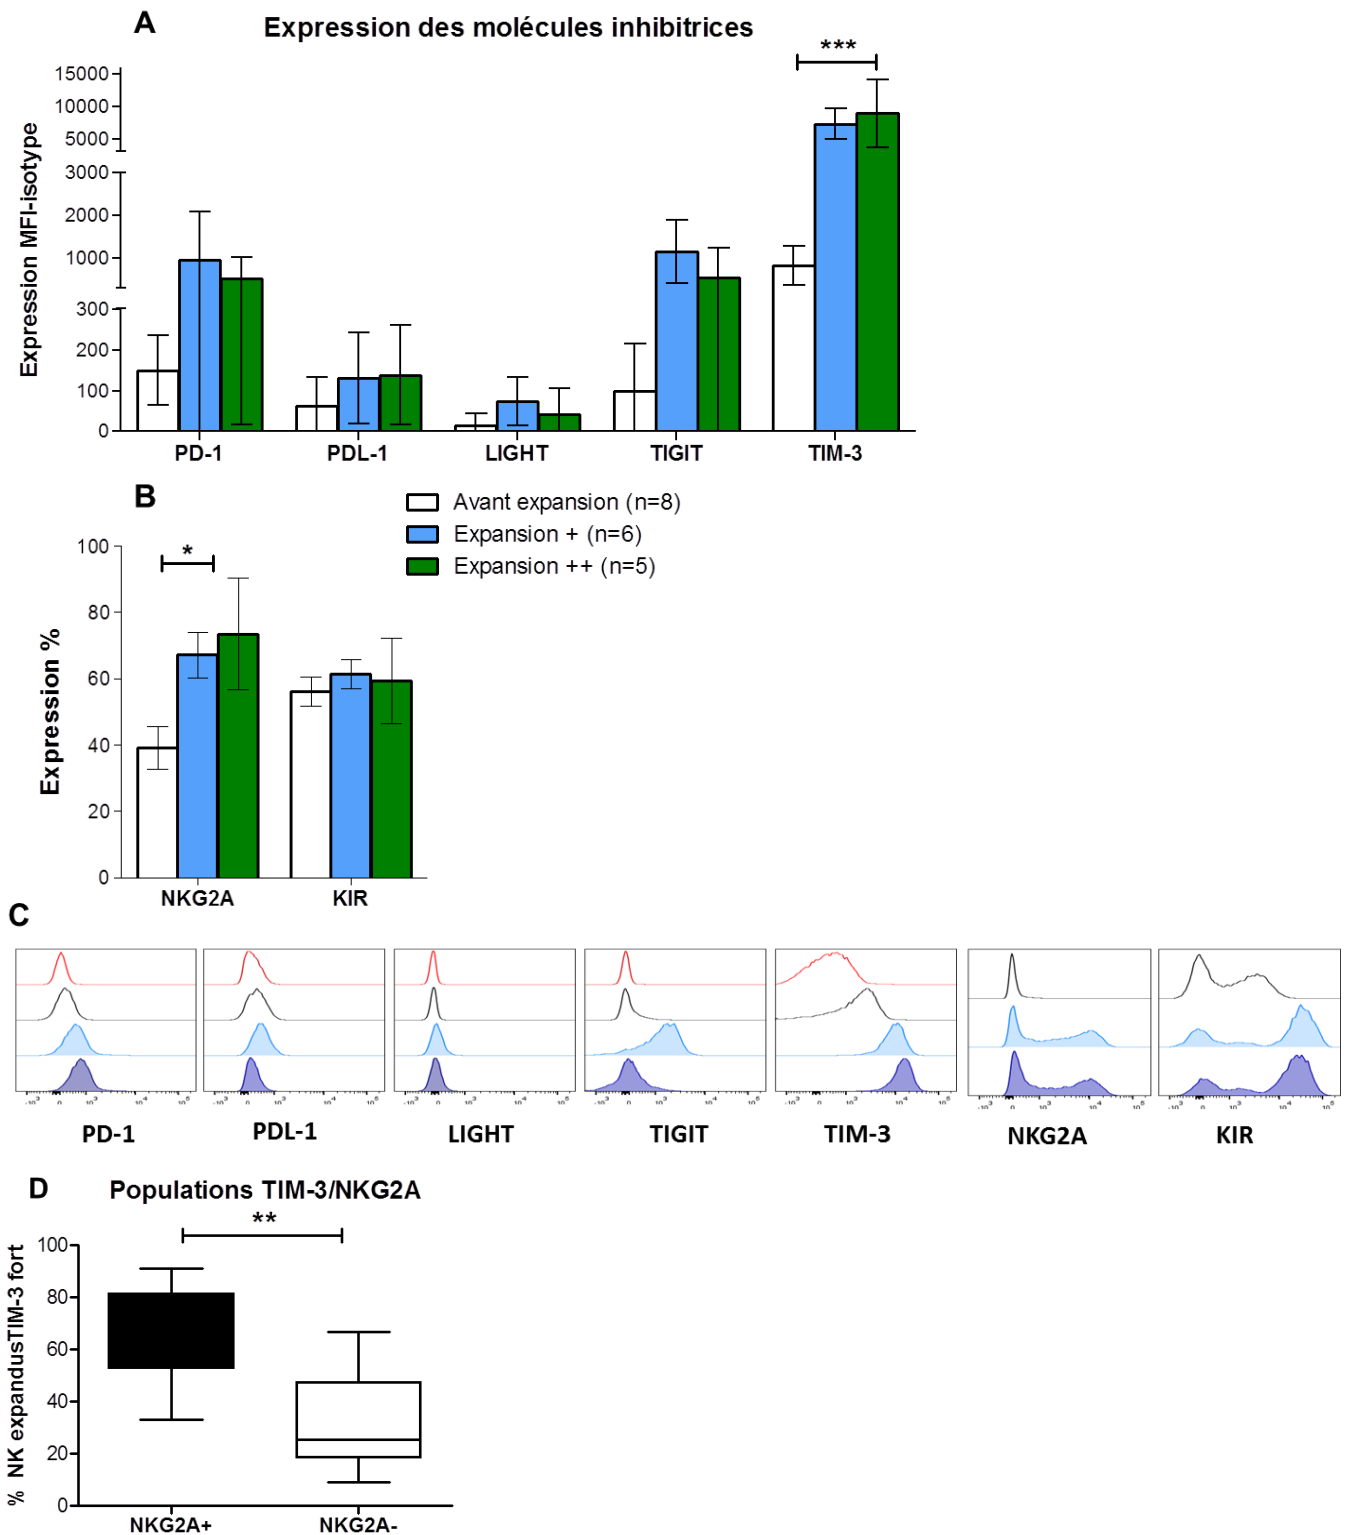 A
Expression des molécules inhibitrices
***
Expression MFI-isotype
15000
10000
5000
3000
2000
1000
300
200
100
0
PD-1 PDL-1 LIGHT TIGIT TIM-3
B
Avant expansion (n=8)
Expansion + (n=6)
Expansion ++ (n=5)
*
Expression %
100
80
60
40
20
0
NKG2A KIR
C
PD-1 PDL-1 LIGHT TIGIT TIM-3 NKG2A KIR
D
Populations TIM-3/NKG2A
**
% NK expandusTIM-3 fort
100
80
60
40
20
0
NKG2A+ NKG2A-